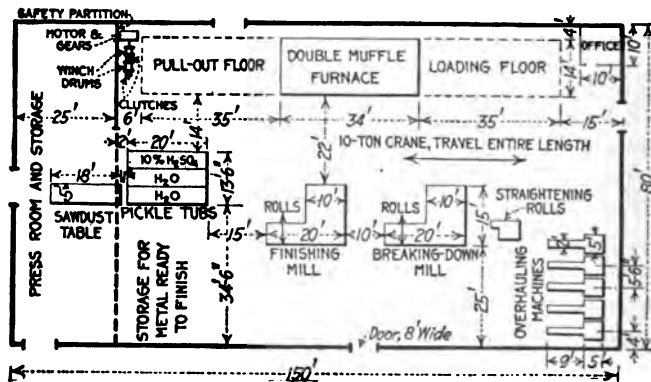 SAFETY PARTITION
MOTOR &
GEARS
WINCH
DRUMS
CLUTCHES
PULL-OUT FLOOR
DOUBLE MUFFLE
FURNACE
LOADING FLOOR
4'
14'
OFFICE
10'
10'
25'
6'
35'
34'
35'
15'
14'
22'
10-TON CRANE, TRAVEL ENTIRE LENGTH
80'
PRESS ROOM AND STORAGE
18'
2'
20'
10% H₂SO₄
H₂O
H₂O
13'-6"
5'
SAWDUST
TABLE
PICKLE TUBS
15'
ROLLS
10'
20'
FINISHING
MILL
10'
ROLLS
10'
20'
BREAKING-DOWN
MILL
15'
STRAIGHTENING
ROLLS
STORAGE FOR
METAL READY
TO FINISH
34'-6"
25'
OVERHAULING
MACHINES
5'
5'-6"
4'
9'
5'
Door, 8' Wide
150'